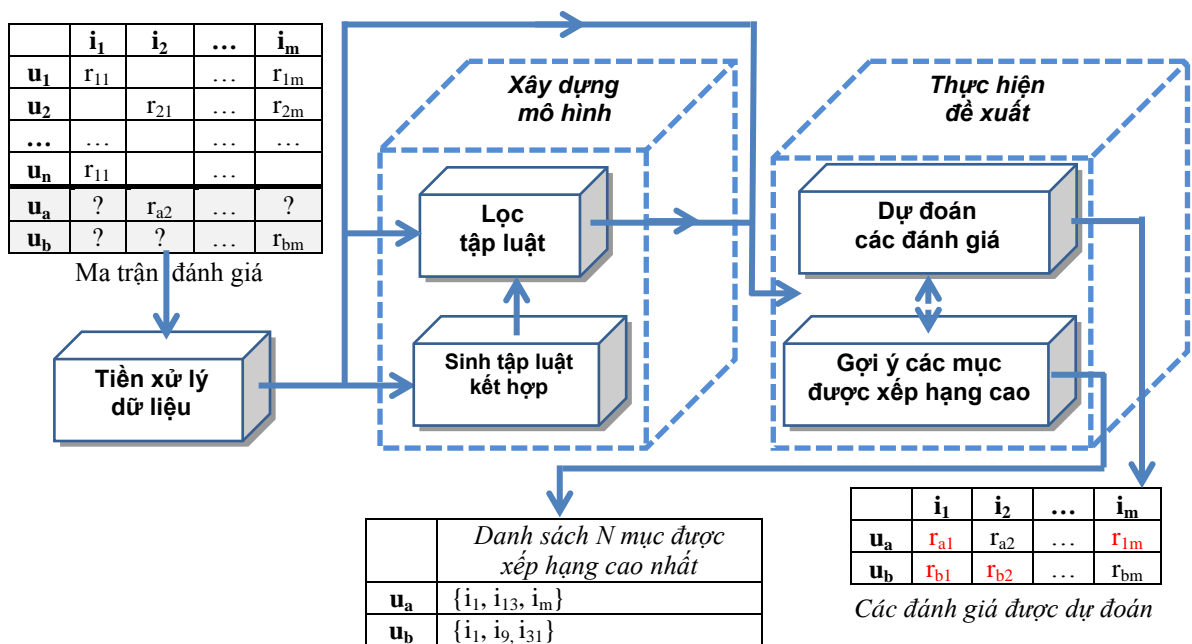 i1 i2 … im
u1 r11 … r1m
u2 r21 … r2m
… … … …
un r11 …
ua ? ra2 … ?
ub ? ? … rbm
Ma trận đánh giá
Tiền xử lý
dữ liệu
Xây dựng
mô hình
Lọc
tập luật
Sinh tập luật
kết hợp
Thực hiện
đề xuất
Dự đoán
các đánh giá
Gợi ý các mục
được xếp hạng cao
Danh sách N mục được
xếp hạng cao nhất
ua {i1, i13, im}
ub {i1, i9, i31}
i1 i2 … im
ua ra1 ra2 … r1m
ub rb1 rb2 … rbm
Các đánh giá được dự đoán